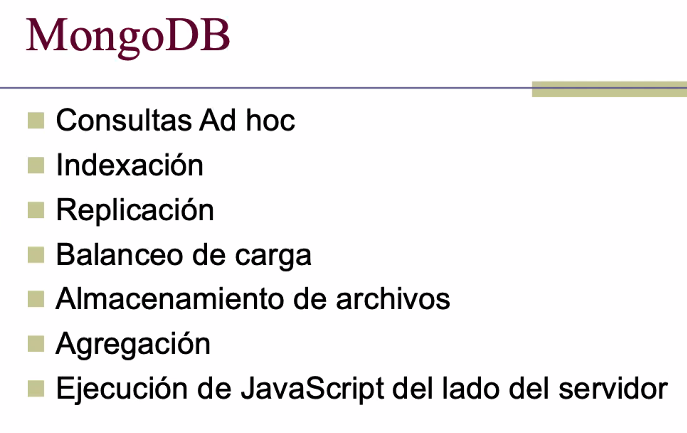 MongoDB
Consultas Ad hoc
Indexación
Replicación
Balanceo de carga
Almacenamiento de archivos
Agregación
Ejecución de JavaScript del lado del servidor